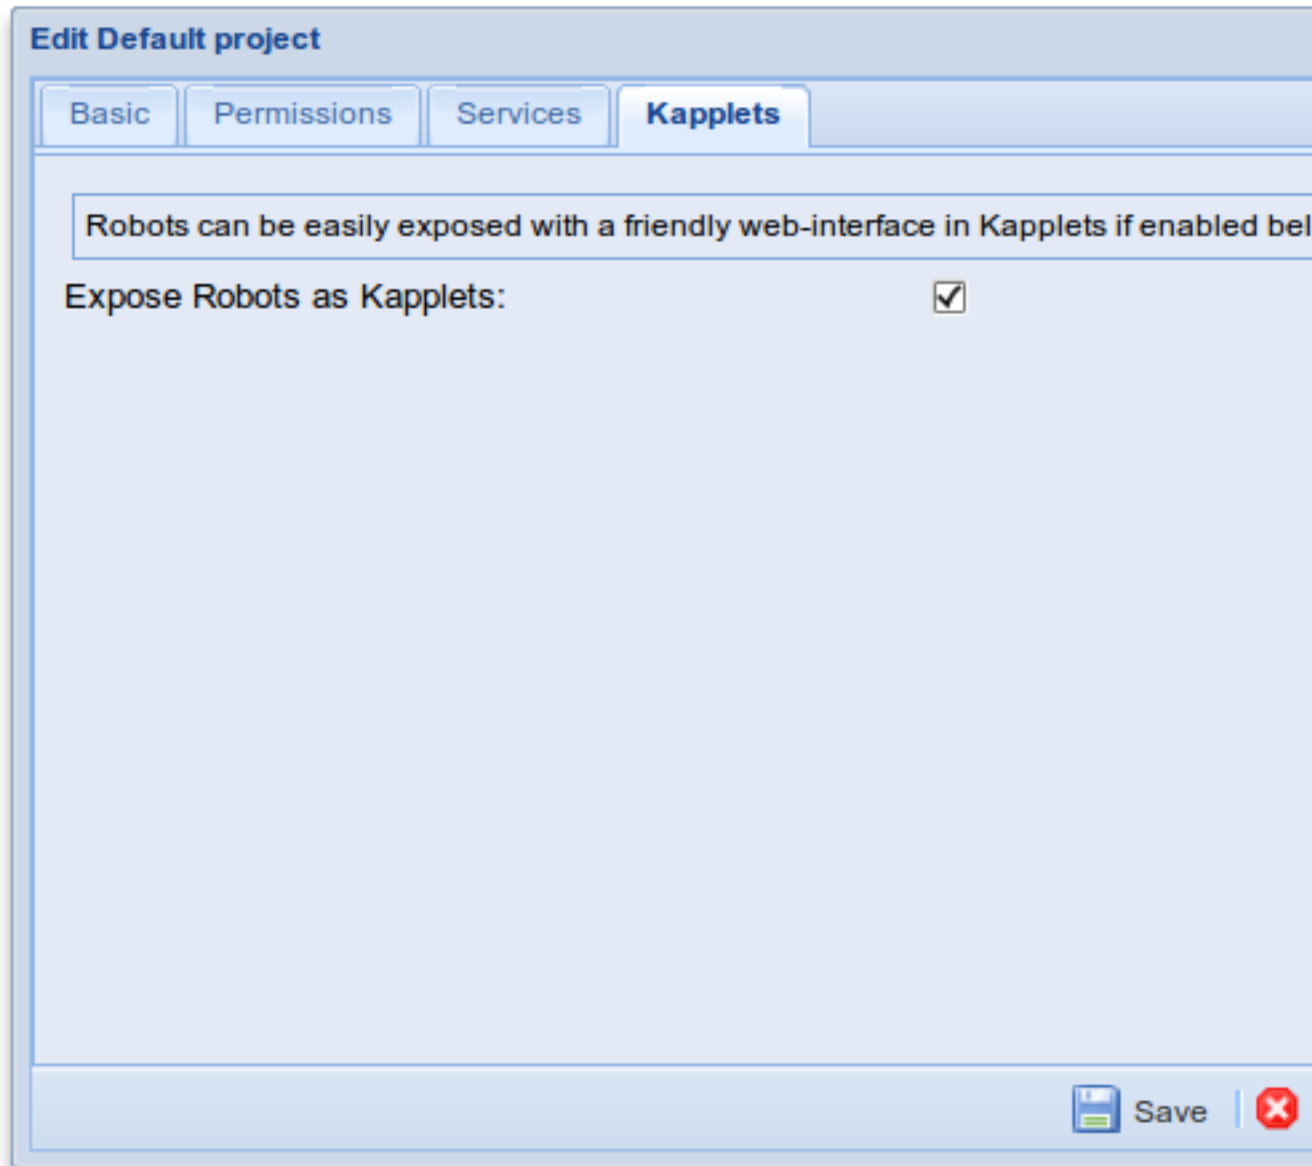 Edit Default project
Basic Permissions Services Kapplets
Robots can be easily exposed with a friendly web-interface in Kapplets if enabled
Expose Robots as Kapplets:
Save